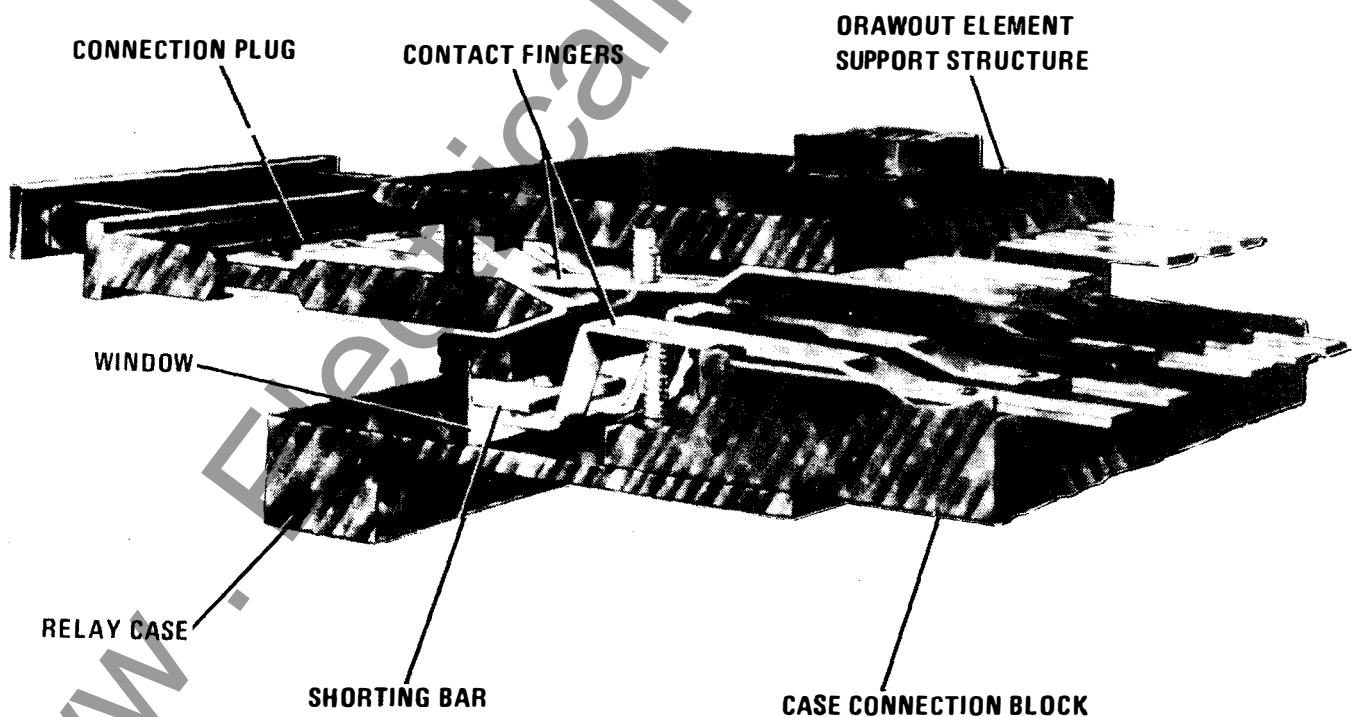 CONNECTION PLUG
CONTACT FINGERS
ORAWOUT ELEMENT
SUPPORT STRUCTURE
WINDOW
RELAY CASE
SHORTING BAR
CASE CONNECTION BLOCK